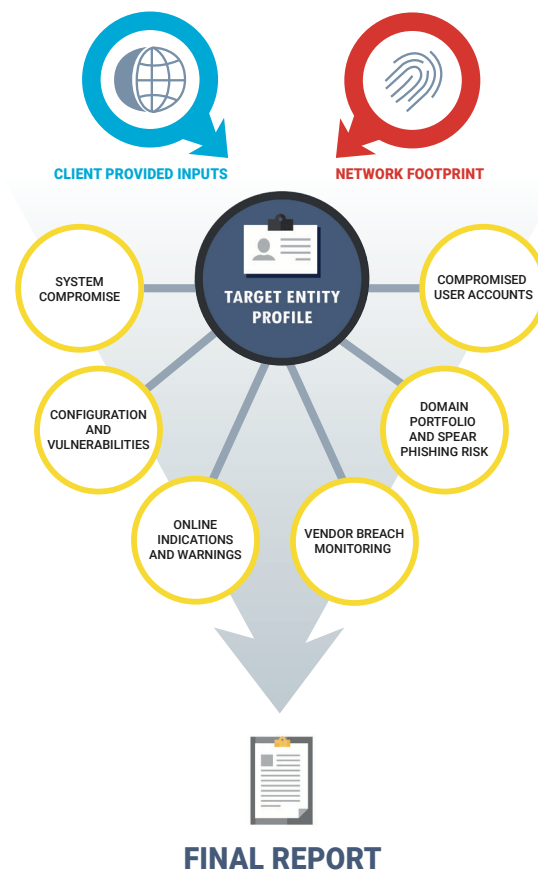 CLIENT PROVIDED INPUTS
NETWORK FOOTPRINT
TARGET ENTITY
PROFILE
SYSTEM
COMPROMISE
COMPROMISED
USER ACCOUNTS
CONFIGURATION
AND
VULNERABILITIES
DOMAIN
PORTFOLIO
AND SPEAR
PHISHING RISK
ONLINE
INDICATIONS
AND WARNINGS
VENDOR BREACH
MONITORING
FINAL REPORT